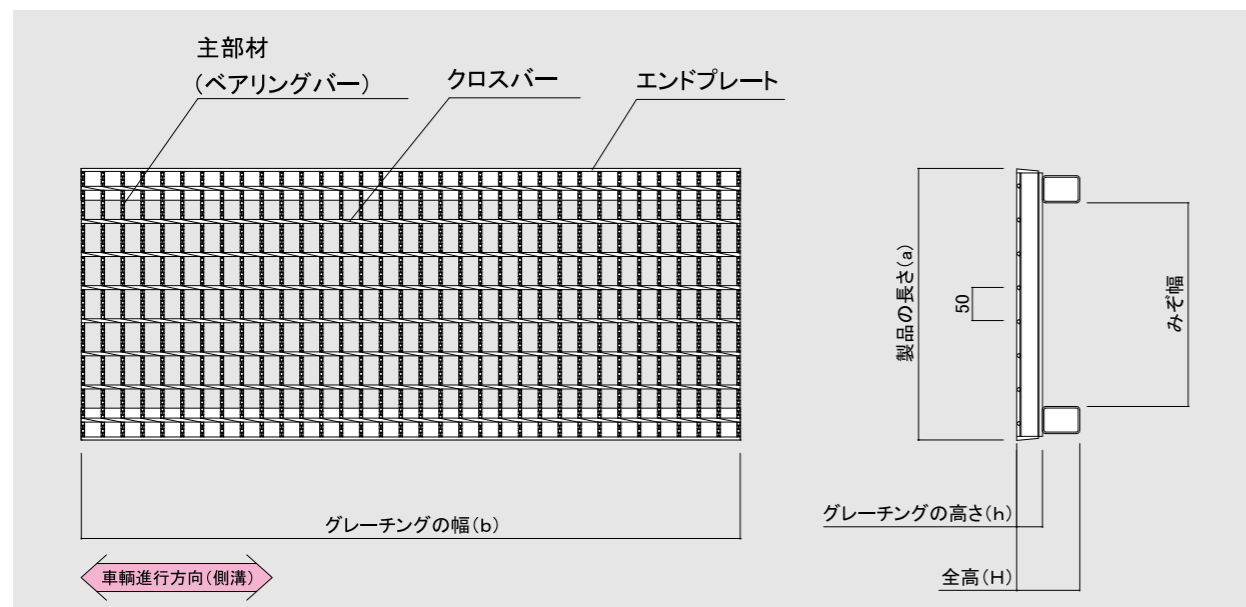 主部材
（ベアリングバー）
クロスバー
エンドプレート
製品の長さ（a）
50
みぞ幅
グレーチングの幅（b）
グレーチングの高さ（h）
車輌進行方向（側溝）
全高（H）